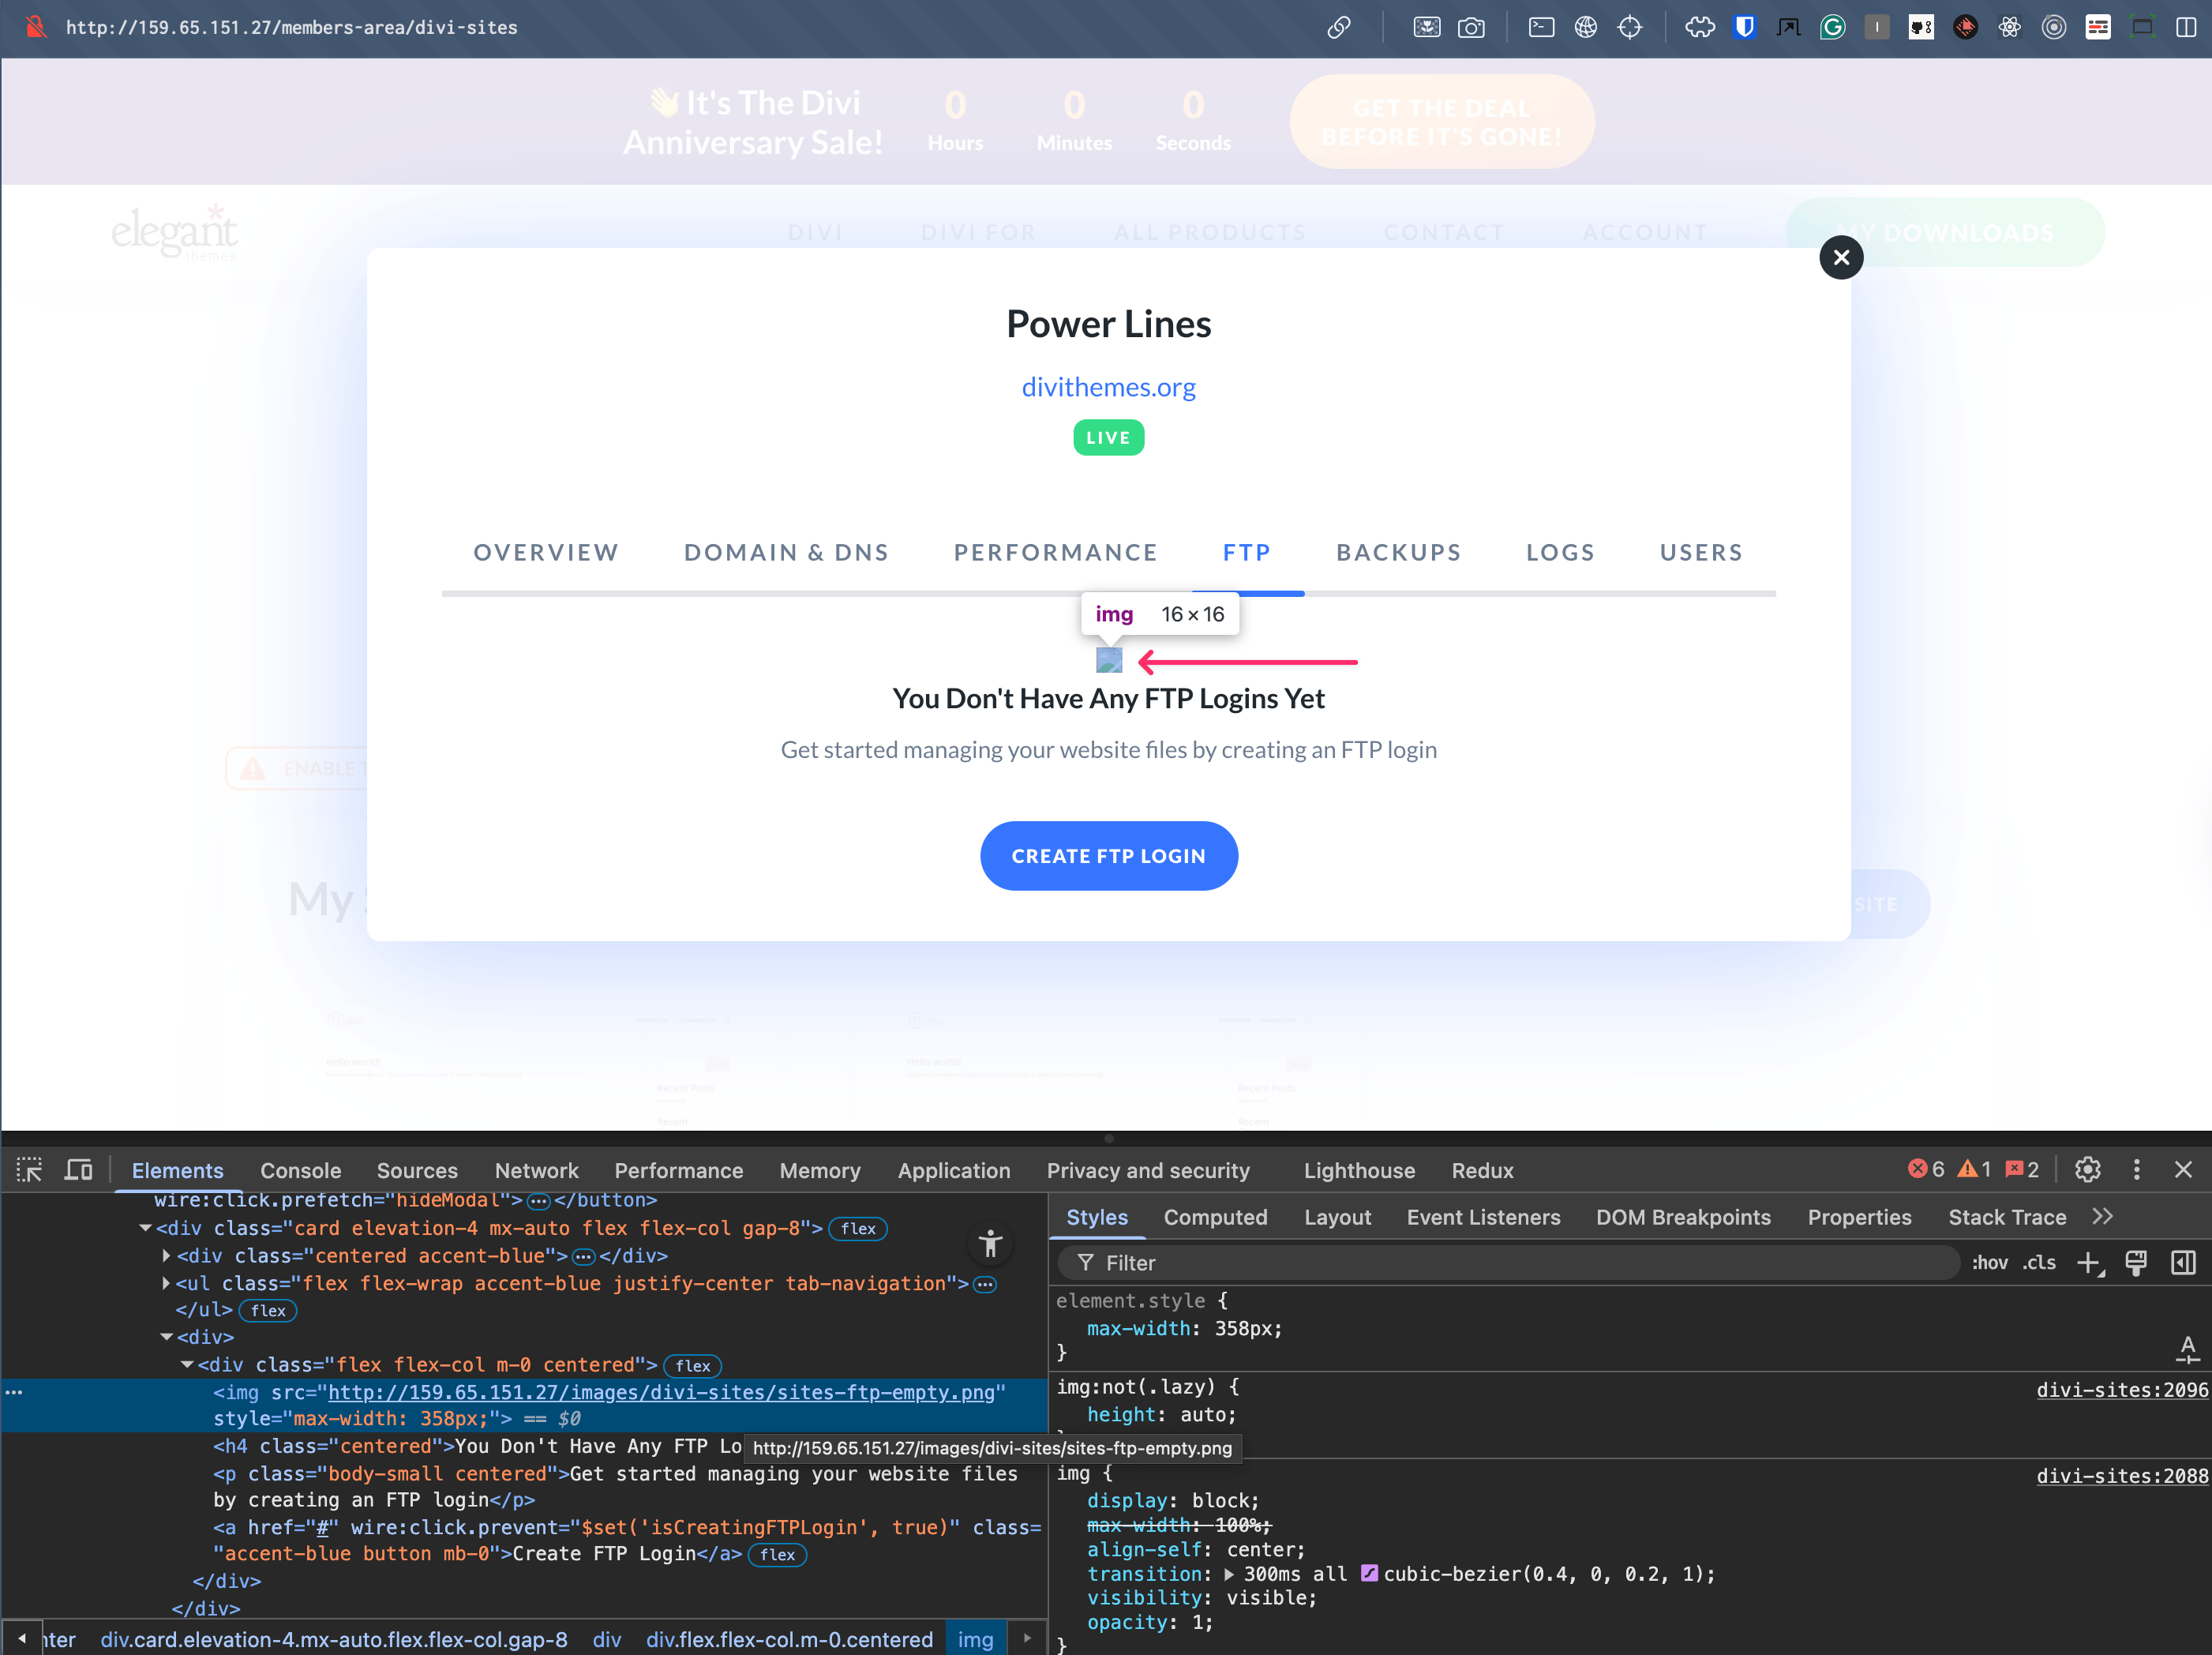 http://159.65.151.27/members-area/divi-sites
👋 It's The Divi
Anniversary Sale!
0
Hours
0
Minutes
0
Seconds
GET THE DEAL
BEFORE IT'S GONE!
elegant
themes
DIVI
DIVI FOR
ALL PRODUCTS
CONTACT
ACCOUNT
MY DOWNLOADS
Power Lines
divithemes.org
LIVE
OVERVIEW
DOMAIN & DNS
PERFORMANCE
FTP
BACKUPS
LOGS
USERS
img 16×16
You Don't Have Any FTP Logins Yet
Get started managing your website files by creating an FTP login
ENABLE
CREATE FTP LOGIN
My
SITE
Hello world!
Hello world!
Recent Posts
Recent Posts
Recent
Recent
Elements
Console
Sources
Network
Performance
Memory
Application
Privacy and security
Lighthouse
Redux
6
1
2
wire:click.prefetch="hideModal">…</button>
<div class="card elevation-4 mx-auto flex flex-col gap-8"> flex
<div class="centered accent-blue">…</div>
<ul class="flex flex-wrap accent-blue justify-center tab-navigation">…
</ul> flex
<div>
<div class="flex flex-col m-0 centered"> flex
<img src="http://159.65.151.27/images/divi-sites/sites-ftp-empty.png"
style="max-width: 358px;"> == $0
<h4 class="centered">You Don't Have Any FTP Lo
http://159.65.151.27/images/divi-sites/sites-ftp-empty.png
<p class="body-small centered">Get started managing your website files
by creating an FTP login</p>
<a href="#" wire:click.prevent="$set('isCreatingFTPLogin', true)" class=
"accent-blue button mb-0">Create FTP Login</a> flex
</div>
</div>
nter
div.card.elevation-4.mx-auto.flex.flex-col.gap-8
div
div.flex.flex-col.m-0.centered
img
Styles
Computed
Layout
Event Listeners
DOM Breakpoints
Properties
Stack Trace
Filter
:hov .cls
element.style {
max-width: 358px;
}
img:not(.lazy) {
divi-sites:2096
height: auto;
img {
divi-sites:2088
display: block;
max-width: 100%;
align-self: center;
transition: 300ms all cubic-bezier(0.4, 0, 0.2, 1);
visibility: visible;
opacity: 1;
}